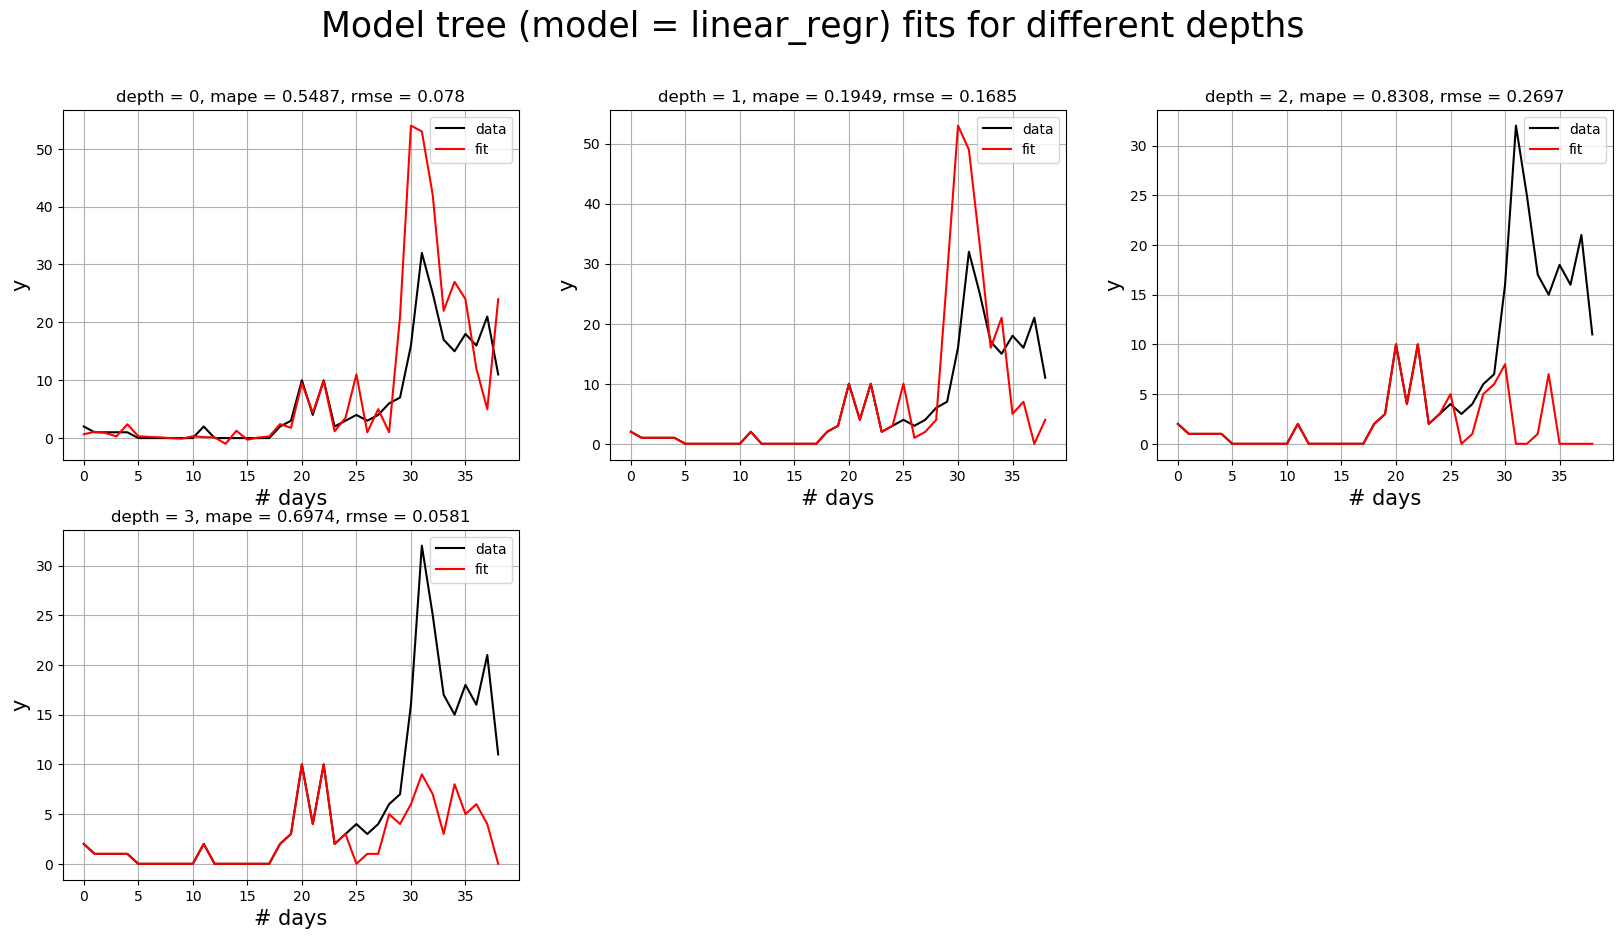 Model tree (model = linear_regr) fits for different depths
depth = 0, mape = 0.5487, rmse = 0.078
data
fit
50
40
30
20
10
0
y
0 5 10 15 20 25 30 35
# days
depth = 1, mape = 0.1949, rmse = 0.1685
data
fit
50
40
30
20
10
0
y
0 5 10 15 20 25 30 35
# days
depth = 2, mape = 0.8308, rmse = 0.2697
data
fit
30
25
20
15
10
5
0
y
0 5 10 15 20 25 30 35
# days
depth = 3, mape = 0.6974, rmse = 0.0581
data
fit
30
25
20
15
10
5
0
y
0 5 10 15 20 25 30 35
# days